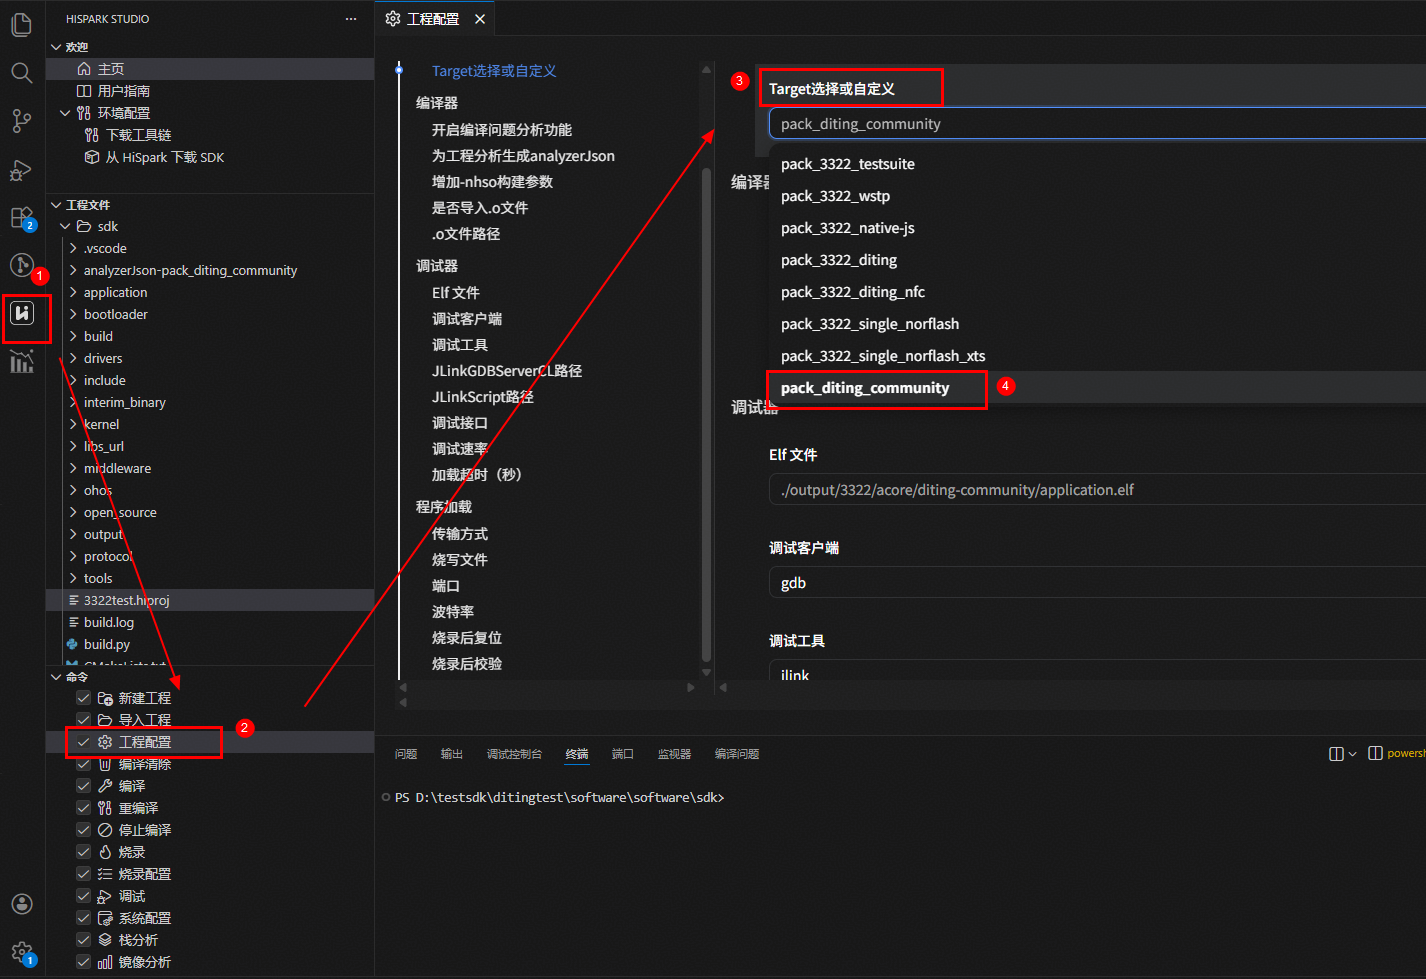 HISPARK STUDIO
欢迎
主页
用户指南
环境配置
下载工具链
从 HiSpark 下载 SDK
工程文件
sdk
.vscode
analyzerJson-pack_diting_community
application
bootloader
build
drivers
include
interim_binary
kernel
libs_url
middleware
ohos
open_source
output
protocol
tools
3322test.hiproj
build.log
build.py
CMakeLists.txt
命令
新建工程
导入工程
工程配置
编译清除
编译
重编译
停止编译
烧录
烧录配置
调试
系统配置
栈分析
镜像分析
2
1
1
2
工程配置
Target选择或自定义
编译器
开启编译问题分析功能
为工程分析生成analyzerJson
增加-nhso构建参数
是否导入.o文件
.o文件路径
调试器
Elf 文件
调试客户端
调试工具
JLinkGDBServerCL路径
JLinkScript路径
调试接口
调试速率
加载超时（秒）
程序加载
传输方式
烧写文件
端口
波特率
烧录后复位
烧录后校验
3
Target选择或自定义
pack_diting_community
pack_3322_testsuite
编译器
pack_3322_wstp
pack_3322_native-js
pack_3322_diting
pack_3322_diting_nfc
pack_3322_single_norflash
pack_3322_single_norflash_xts
pack_diting_community
4
调试器
Elf 文件
./output/3322/acore/diting-community/application.elf
调试客户端
gdb
调试工具
jlink
问题 输出 调试控制台 终端 端口 监视器 编译问题
powersh
PS D:\testsdk\ditingtest\software\software\sdk>